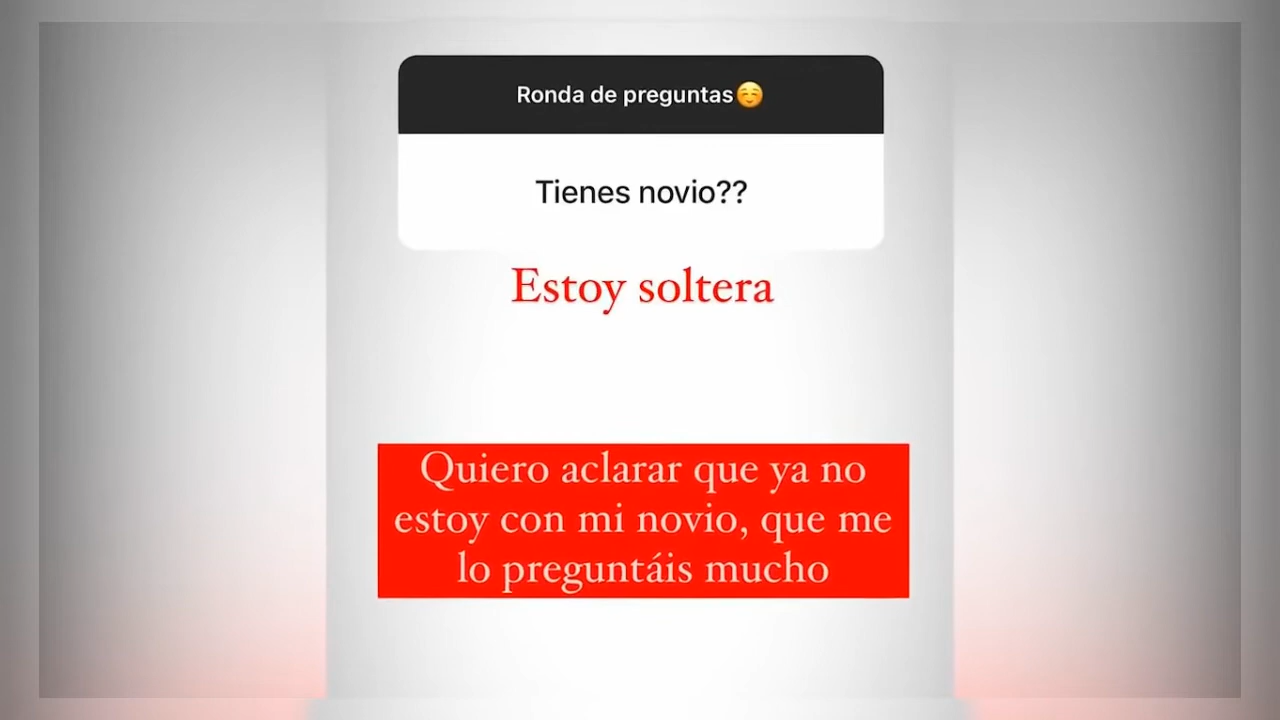 Ronda de preguntas☺️
Tienes novio??
Estoy soltera
Quiero aclarar que ya no
estoy con mi novio, que me
lo preguntáis mucho